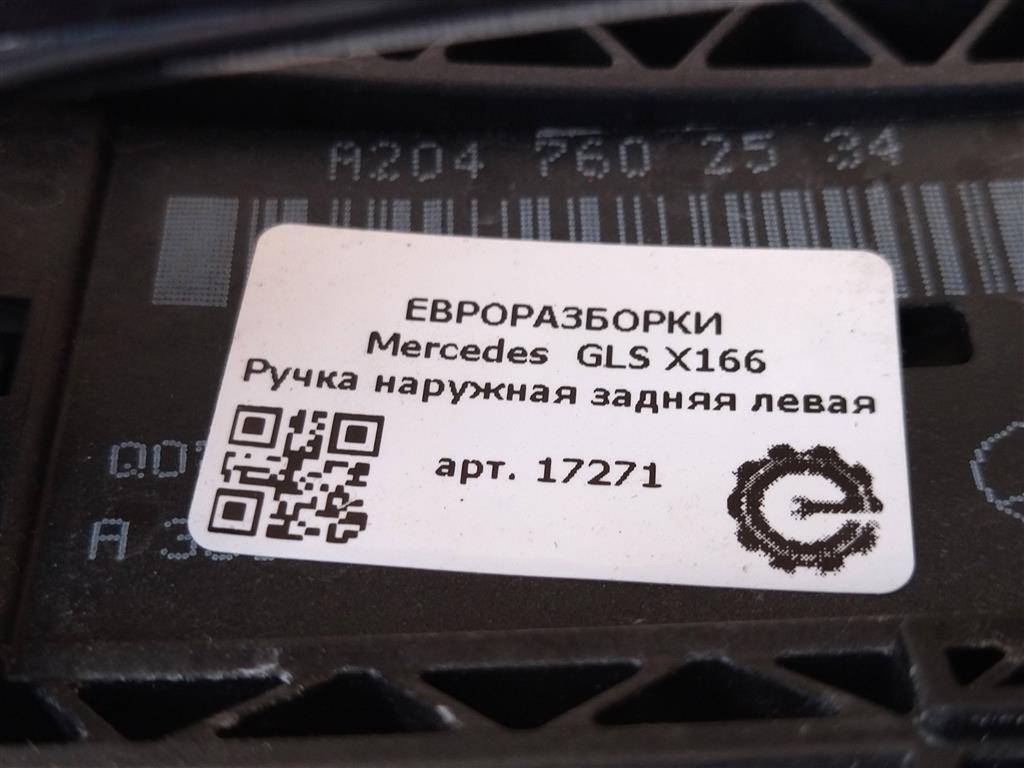 A204 760 25 34
ЕВРОРАЗБОРКИ
Mercedes GLS X166
Ручка наружная задняя левая
арт. 17271
A